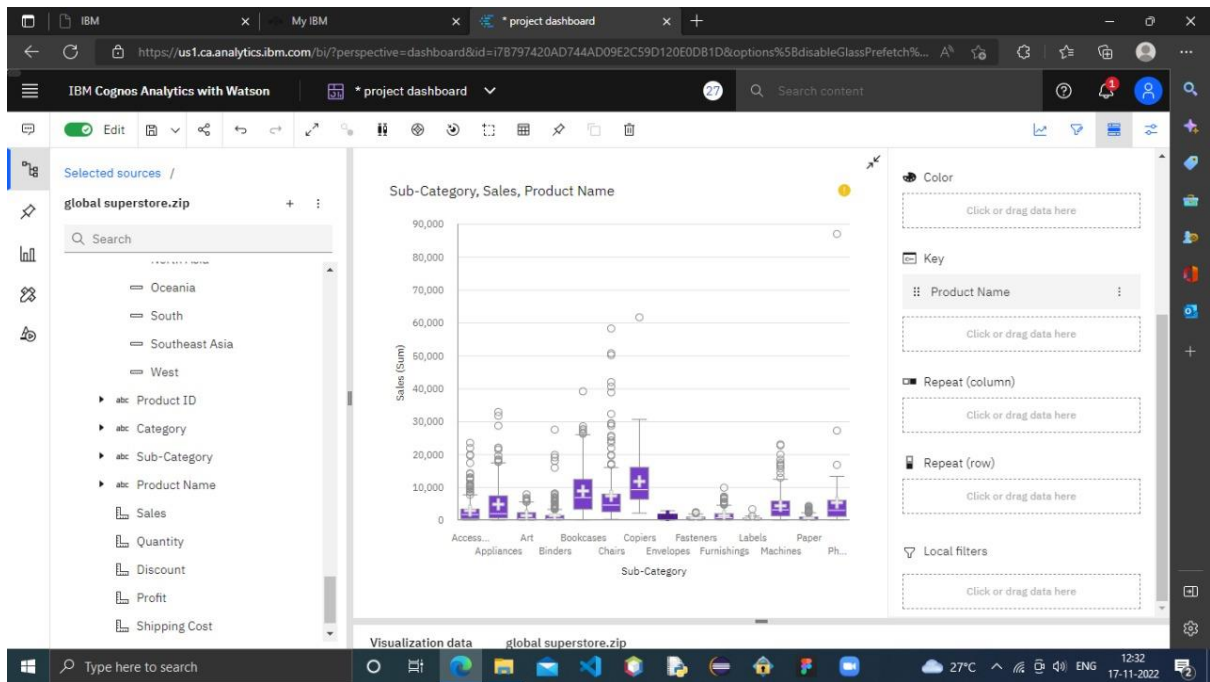 IBM
My IBM
* project dashboard
https://us1.ca.analytics.ibm.com/bi/?perspective=dashboard&id=i78797420AD744AD09E2C59D120E0DB1D&options%5BdisableGlassPrefetch%...
IBM Cognos Analytics with Watson
* project dashboard
27
Search content
1
Edit
Selected sources /
global superstore.zip
Search
Oceania
South
Southeast Asia
West
abc Product ID
abc Category
abc Sub-Category
abc Product Name
Sales
Quantity
Discount
Profit
Shipping Cost
Sub-Category, Sales, Product Name
90,000
80,000
70,000
60,000
50,000
40,000
30,000
20,000
10,000
0
Sales (Sum)
Access... Art Bookcases Copiers Fasteners Labels Paper
Appliances Binders Chairs Envelopes Furnishings Machines Ph...
Sub-Category
Color
Click or drag data here
Key
Product Name
Click or drag data here
Repeat (column)
Click or drag data here
Repeat (row)
Click or drag data here
Local filters
Click or drag data here
Visualization data global superstore.zip
Type here to search
27°C ENG
12:32
17-11-2022
2